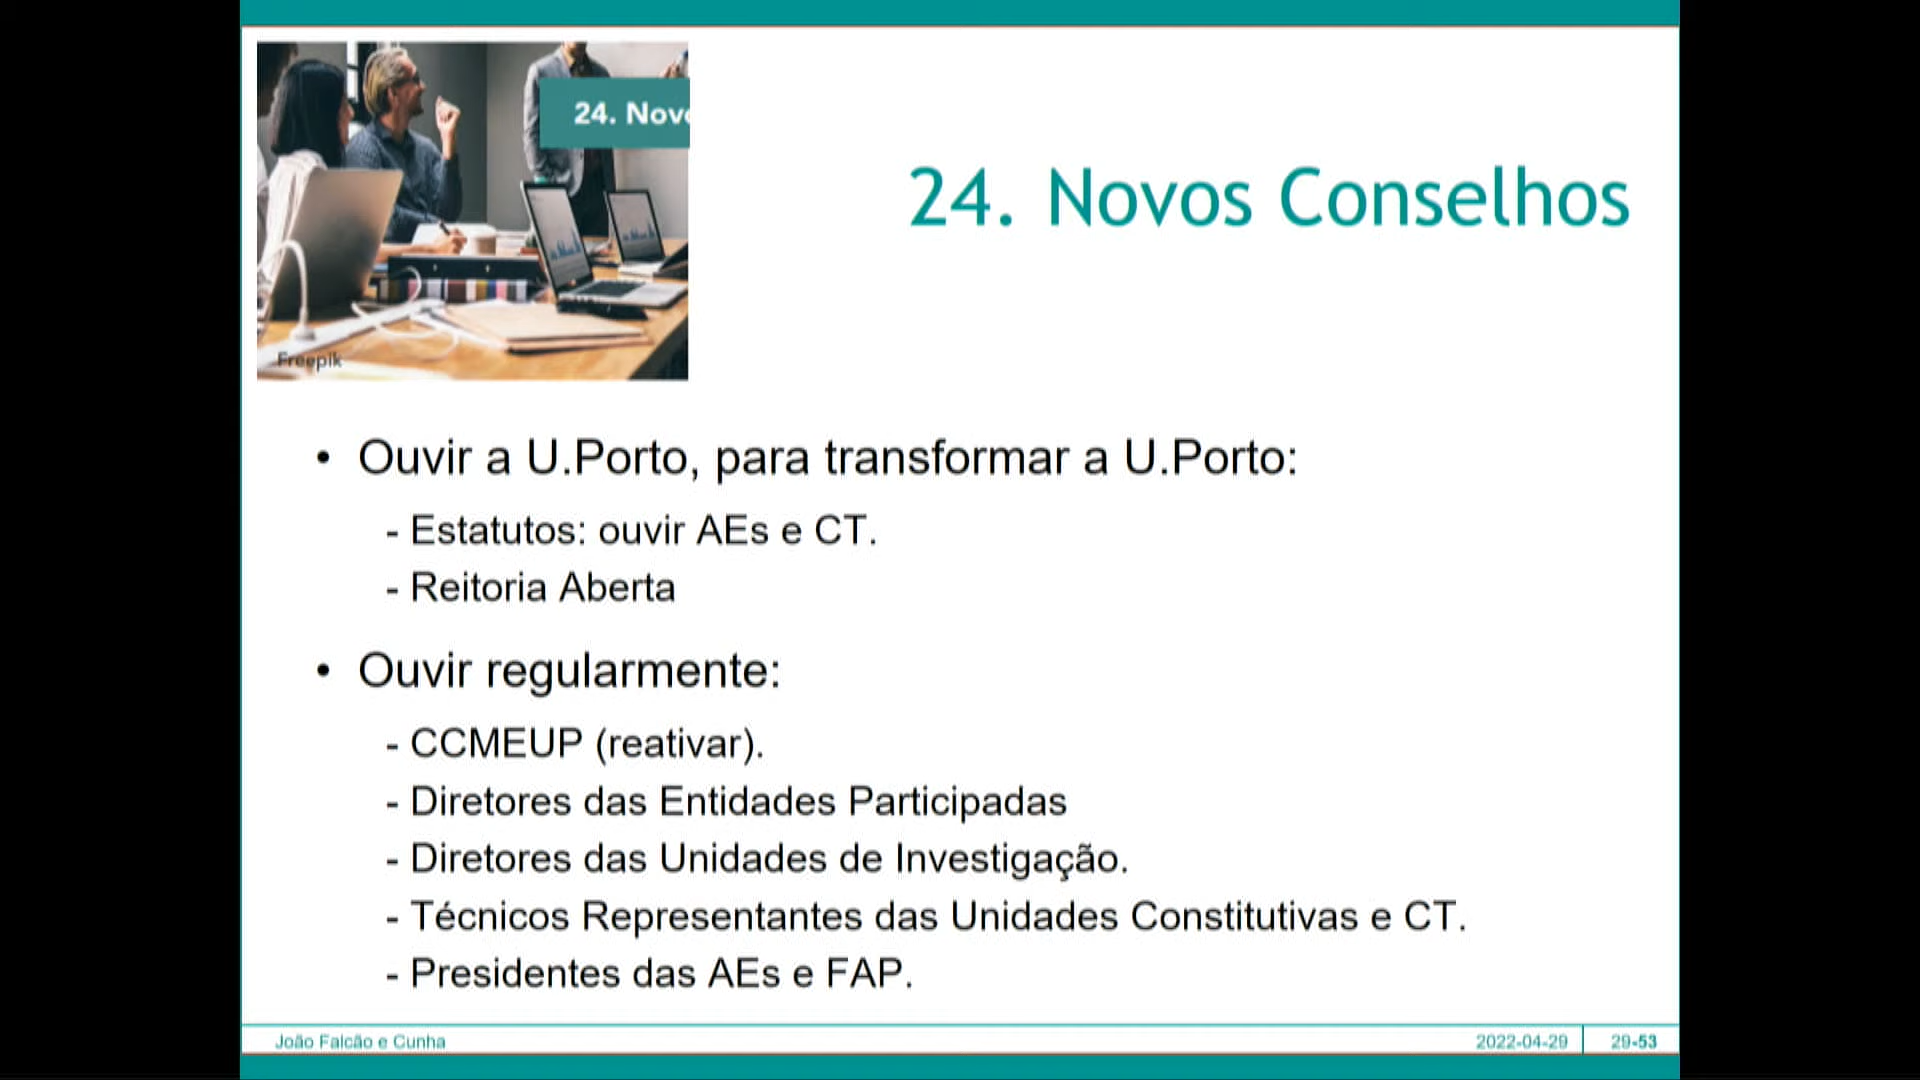 24. Nov
Freepik
24. Novos Conselhos
• Ouvir a U.Porto, para transformar a U.Porto:
- Estatutos: ouvir AEs e CT.
- Reitoria Aberta
• Ouvir regularmente:
- CCMEUP (reativar).
- Diretores das Entidades Participadas
- Diretores das Unidades de Investigação.
- Técnicos Representantes das Unidades Constitutivas e CT.
- Presidentes das AEs e FAP.
João Falcão e Cunha
2022-04-29
29-53